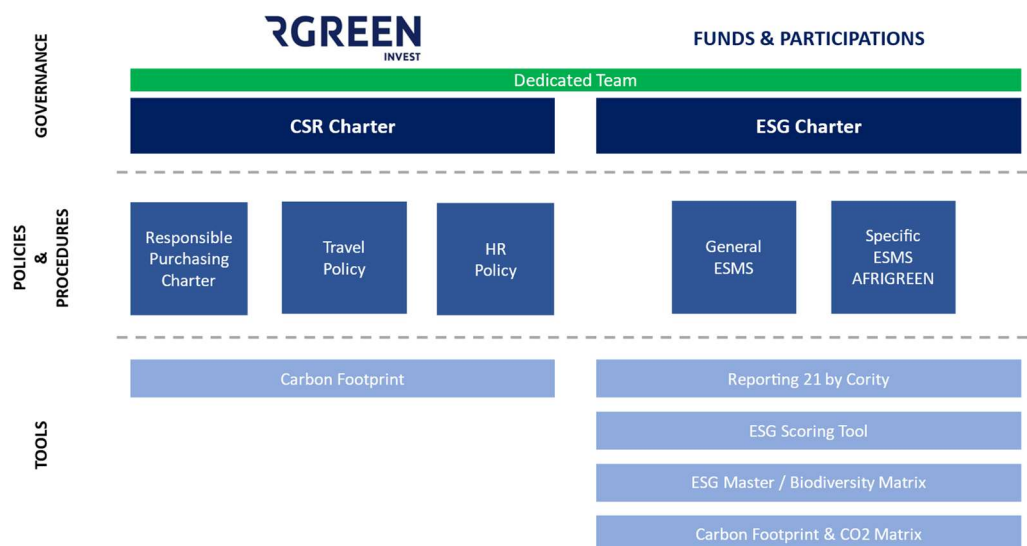 RGREEN
INVEST
FUNDS & PARTICIPATIONS
GOVERNANCE
Dedicated Team
CSR Charter
ESG Charter
POLICIES
&
PROCEDURES
Responsible
Purchasing
Charter
Travel
Policy
HR
Policy
General
ESMS
Specific
ESMS
AFRIGREEN
TOOLS
Carbon Footprint
Reporting 21 by Cority
ESG Scoring Tool
ESG Master / Biodiversity Matrix
Carbon Footprint & CO2 Matrix